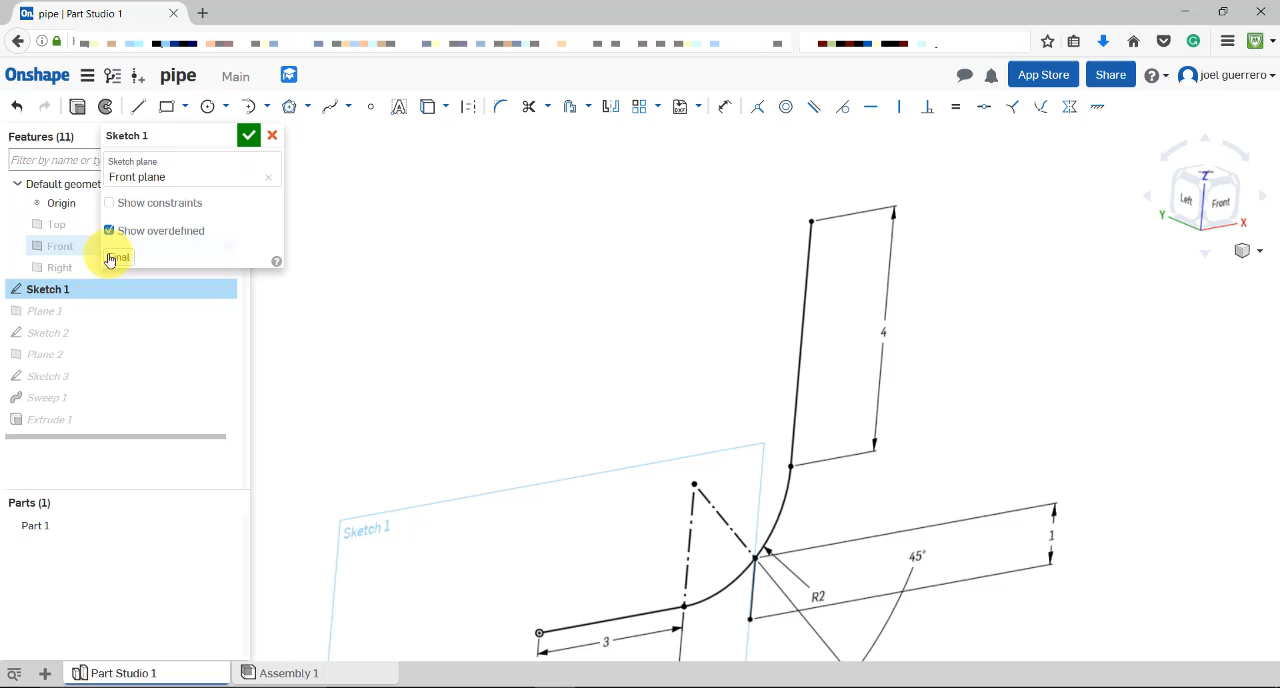 On pipe | Part Studio 1
Onshape pipe Main App Store Share joel guerrero
Features (11)
Filter by name or ty
Default geomet
Origin
Top
Front
Right
Sketch 1
Plane 1
Sketch 2
Plane 2
Sketch 3
Sweep 1
Extrude 1
Parts (1)
Part 1
Sketch 1
Sketch plane
Front plane
Show constraints
Show overdefined
Z
Left
Front
Y
X
4
Sketch 1
1
45°
R2
3
Part Studio 1
Assembly 1